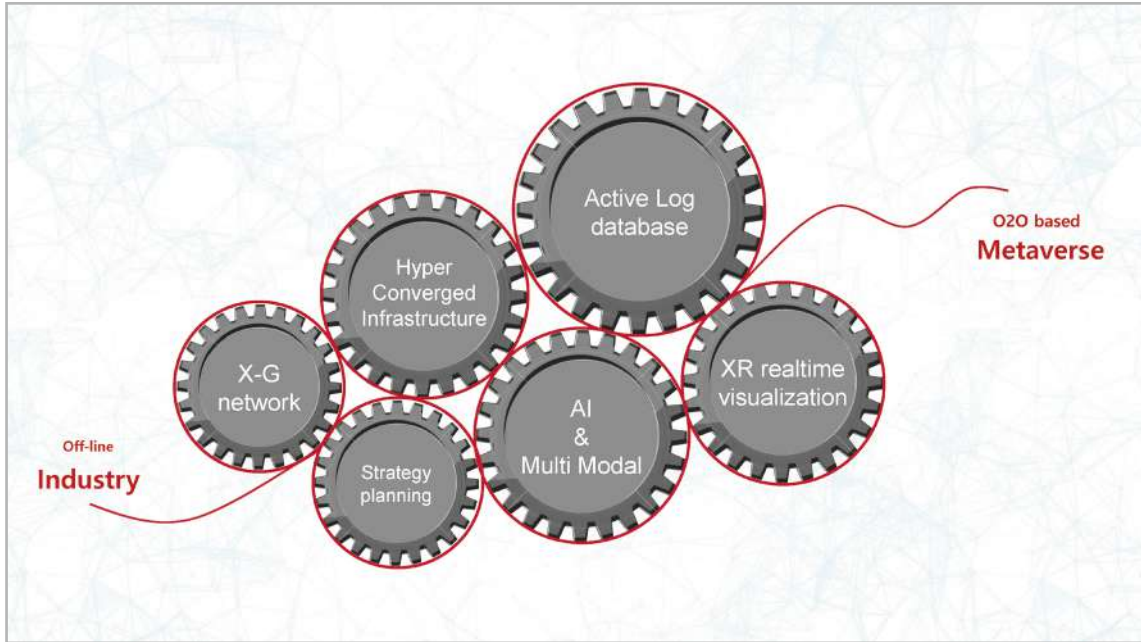 Active Log
database
O2O based
Metaverse
Hyper
Converged
Infrastructure
X-G
network
XR realtime
visualization
AI
&
Multi Modal
Off-line
Industry
Strategy
planning